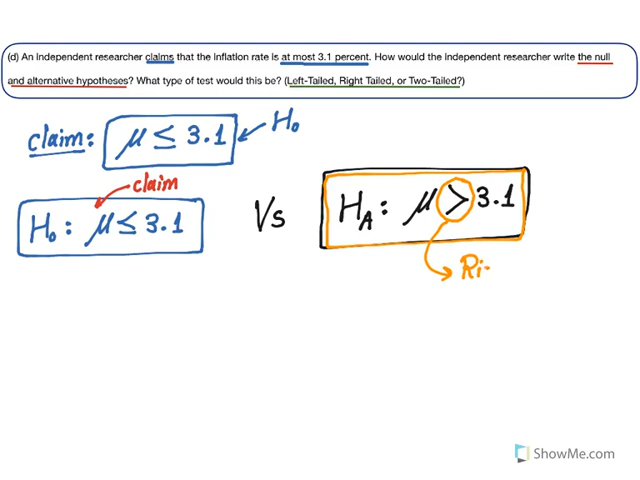 (d) An independent researcher claims that the inflation rate is at most 3.1 percent. How would the independent researcher write the null
and alternative hypotheses? What type of test would this be? (Left-Tailed, Right Tailed, or Two-Tailed?)
claim: μ ≤ 3.1 H₀
claim
H₀: μ ≤ 3.1 Vs H_A: μ > 3.1
Ri
ShowMe.com